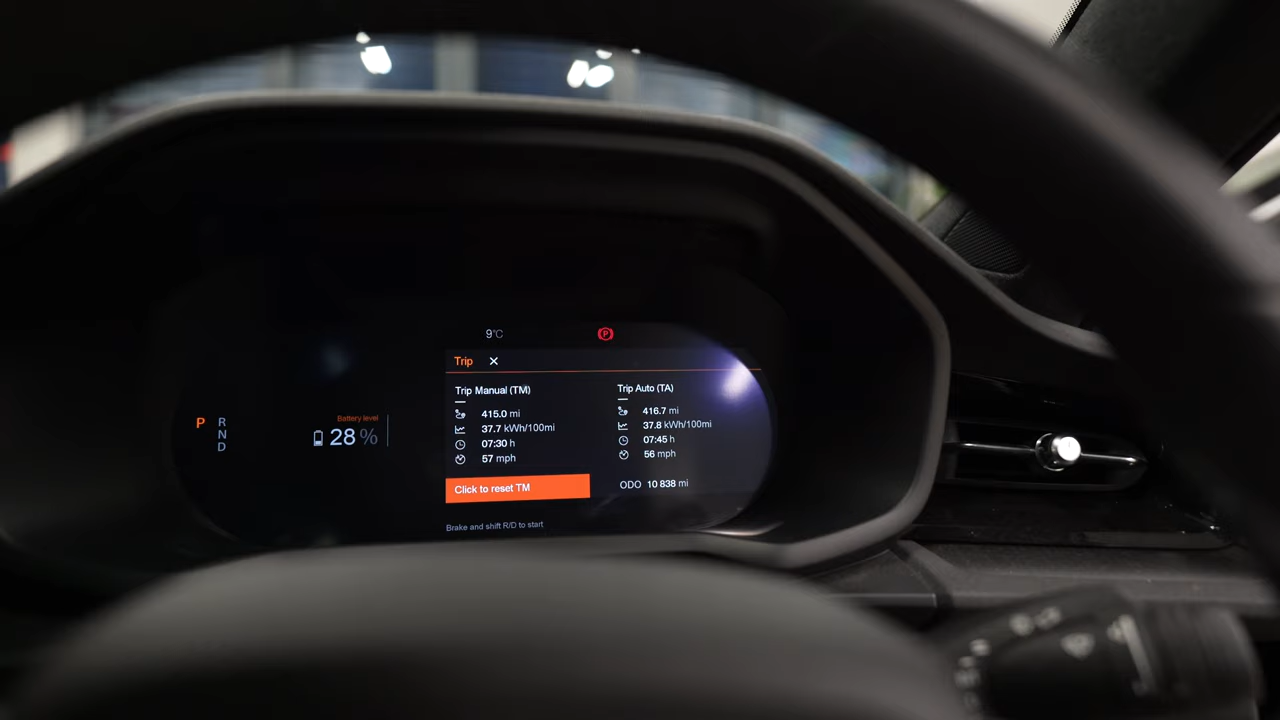 9°C
Trip ✕
Trip Manual (TM)
415.0 mi
37.7 kWh/100mi
07:30 h
57 mph
Click to reset TM
Trip Auto (TA)
416.7 mi
37.8 kWh/100mi
07:45 h
56 mph
ODO 10 838 mi
Brake and shift R/D to start
Battery level
28 %
P R
N
D
P